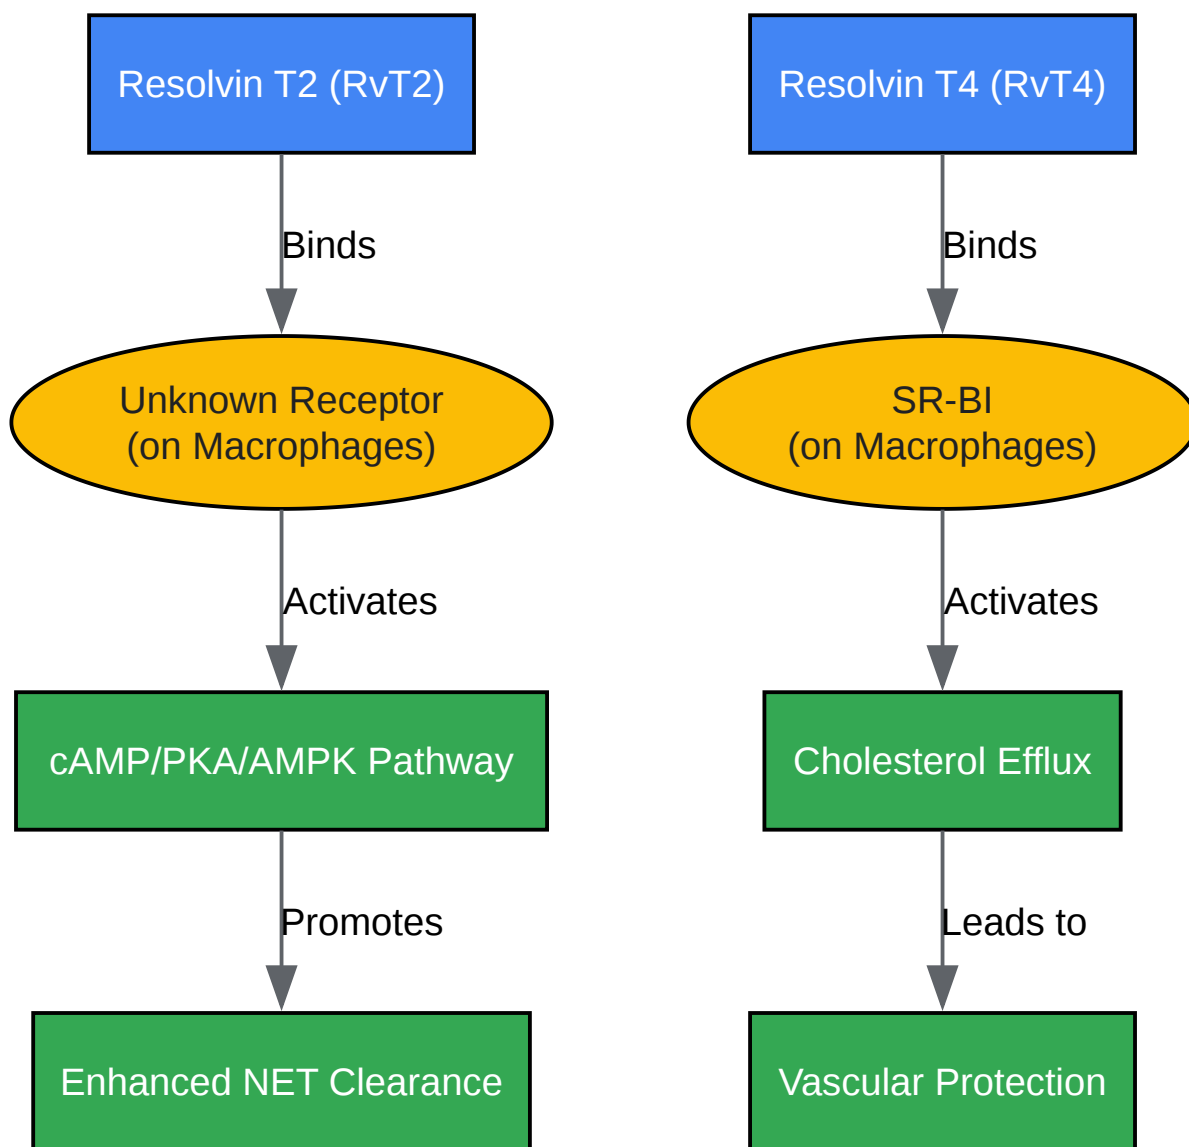 Resolvin T2 (RvT2)
Binds
Unknown Receptor
(on Macrophages)
Activates
cAMP/PKA/AMPK Pathway
Promotes
Enhanced NET Clearance
Resolvin T4 (RvT4)
Binds
SR-BI
(on Macrophages)
Activates
Cholesterol Efflux
Leads to
Vascular Protection